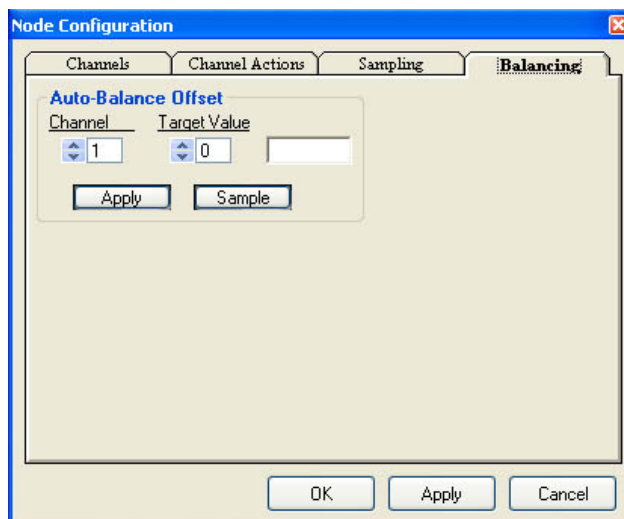 Node Configuration
Channels Channel Actions Sampling Balancing
Auto-Balance Offset
Channel Target Value
1 0
Apply Sample
OK Apply Cancel